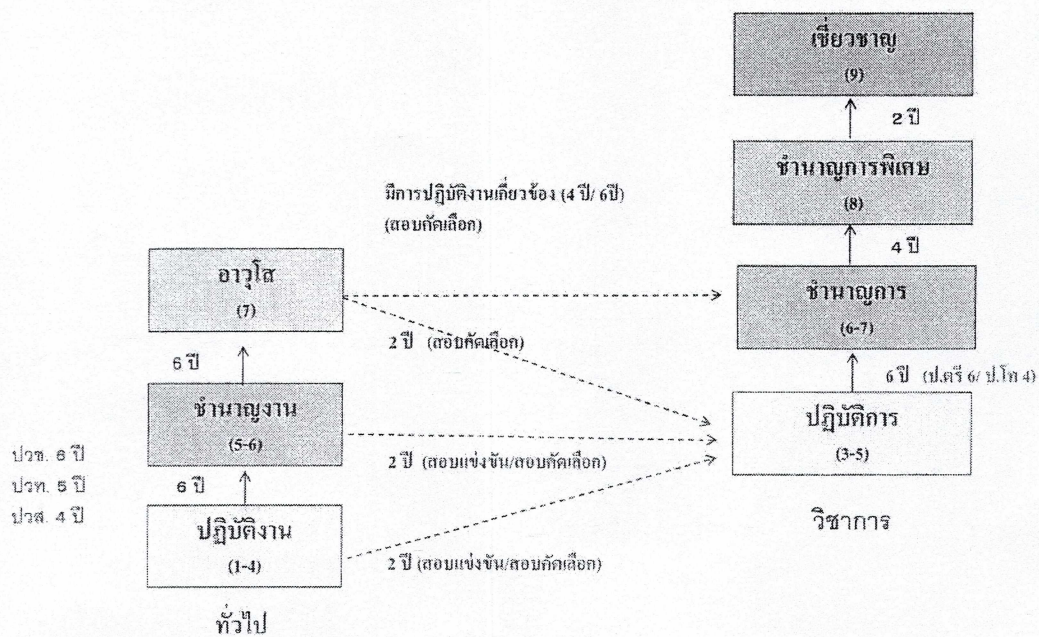 เชี่ยวชาญ
(9)
2 ปี
ชำนาญการพิเศษ
(8)
มีการปฏิบัติงานเกี่ยวข้อง (4 ปี/ 6ปี)
(สอบคัดเลือก)
4 ปี
อาวุโส
(7)
ชำนาญการ
(6-7)
2 ปี (สอบคัดเลือก)
6 ปี
6 ปี (ป.ตรี 6/ ป.โท 4)
ชำนาญงาน
(5-6)
ปฏิบัติการ
(3-5)
ปวช. 6 ปี
ปวท. 5 ปี
ปวส. 4 ปี
2 ปี (สอบแข่งขัน/สอบคัดเลือก)
6 ปี
วิชาการ
ปฏิบัติงาน
(1-4)
2 ปี (สอบแข่งขัน/สอบคัดเลือก)
ทั่วไป